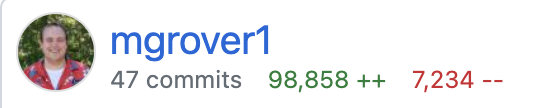 mgrover1
47 commits 98,858 ++ 7,234 --